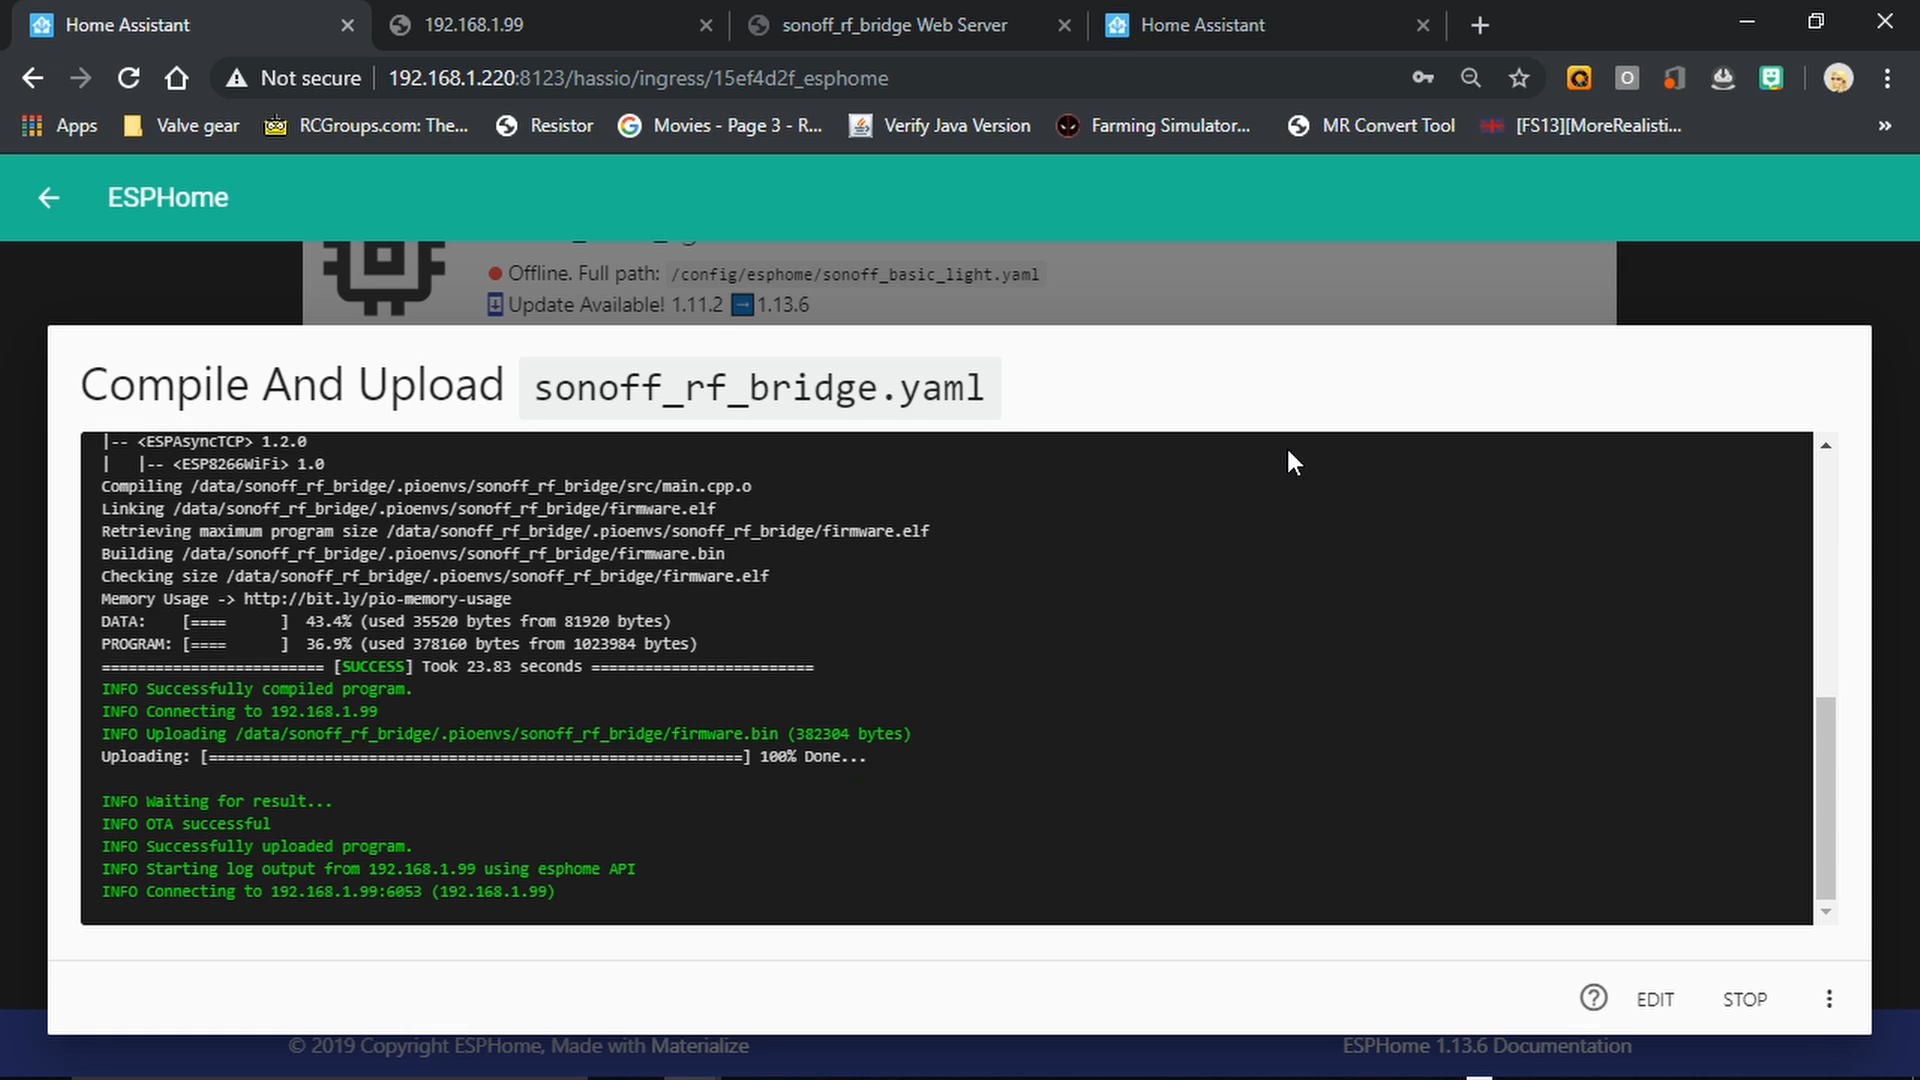 Home Assistant
192.168.1.99
sonoff_rf_bridge Web Server
Home Assistant
Not secure
192.168.1.220:8123/hassio/ingress/15ef4d2f_esphome
Apps
Valve gear
RCGroups.com: The...
Resistor
Movies - Page 3 - R...
Verify Java Version
Farming Simulator...
MR Convert Tool
[FS13][MoreRealisti...
»
ESPHome
Offline. Full path: /config/esphome/sonoff_basic_light.yaml
Update Available! 1.11.2 ➡1.13.6
Compile And Upload sonoff_rf_bridge.yaml
|-- <ESPAsyncTCP> 1.2.0
|   |-- <ESP8266WiFi> 1.0
Compiling /data/sonoff_rf_bridge/.pioenvs/sonoff_rf_bridge/src/main.cpp.o
Linking /data/sonoff_rf_bridge/.pioenvs/sonoff_rf_bridge/firmware.elf
Retrieving maximum program size /data/sonoff_rf_bridge/.pioenvs/sonoff_rf_bridge/firmware.elf
Building /data/sonoff_rf_bridge/.pioenvs/sonoff_rf_bridge/firmware.bin
Checking size /data/sonoff_rf_bridge/.pioenvs/sonoff_rf_bridge/firmware.elf
Memory Usage -> http://bit.ly/pio-memory-usage
DATA:    [====      ]  43.4% (used 35520 bytes from 81920 bytes)
PROGRAM: [====      ]  36.9% (used 378160 bytes from 1023984 bytes)
========================= [SUCCESS] Took 23.83 seconds =========================
INFO Successfully compiled program.
INFO Connecting to 192.168.1.99
INFO Uploading /data/sonoff_rf_bridge/.pioenvs/sonoff_rf_bridge/firmware.bin (382304 bytes)
Uploading: [============================================================] 100% Done...
INFO Waiting for result...
INFO OTA successful
INFO Successfully uploaded program.
INFO Starting log output from 192.168.1.99 using esphome API
INFO Connecting to 192.168.1.99:6053 (192.168.1.99)
EDIT
STOP
© 2019 Copyright ESPHome, Made with Materialize
ESPHome 1.13.6 Documentation